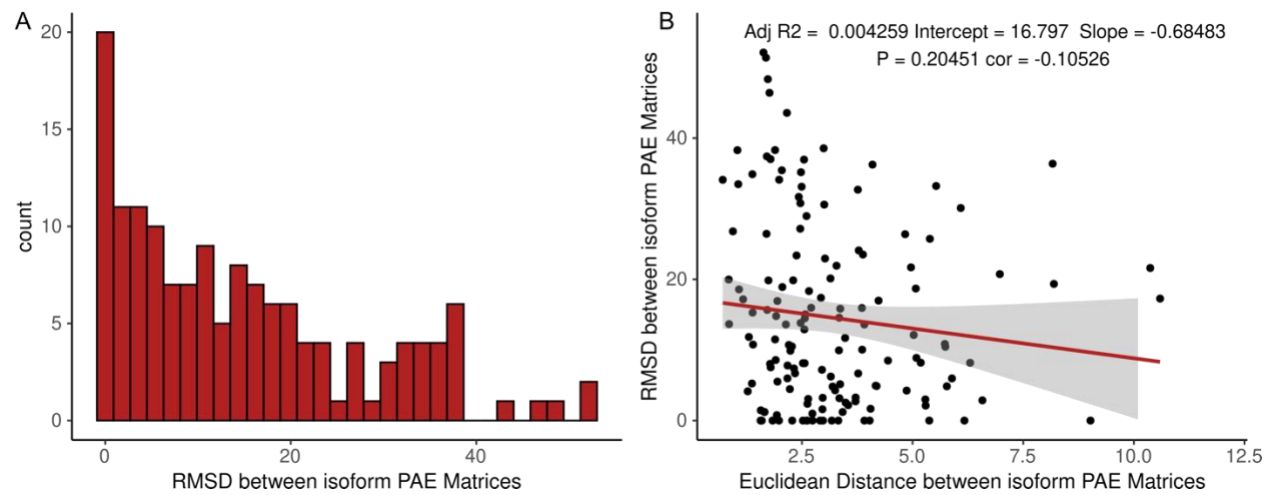 A
20
15
10
5
0
count
0
20
40
RMSD between isoform PAE Matrices
B
Adj R2 = 0.004259 Intercept = 16.797 Slope = -0.68483
P = 0.20451 cor = -0.10526
RMSD between isoform PAE Matrices
40
20
0
2.5
5.0
7.5
10.0
12.5
Euclidean Distance between isoform PAE Matrices